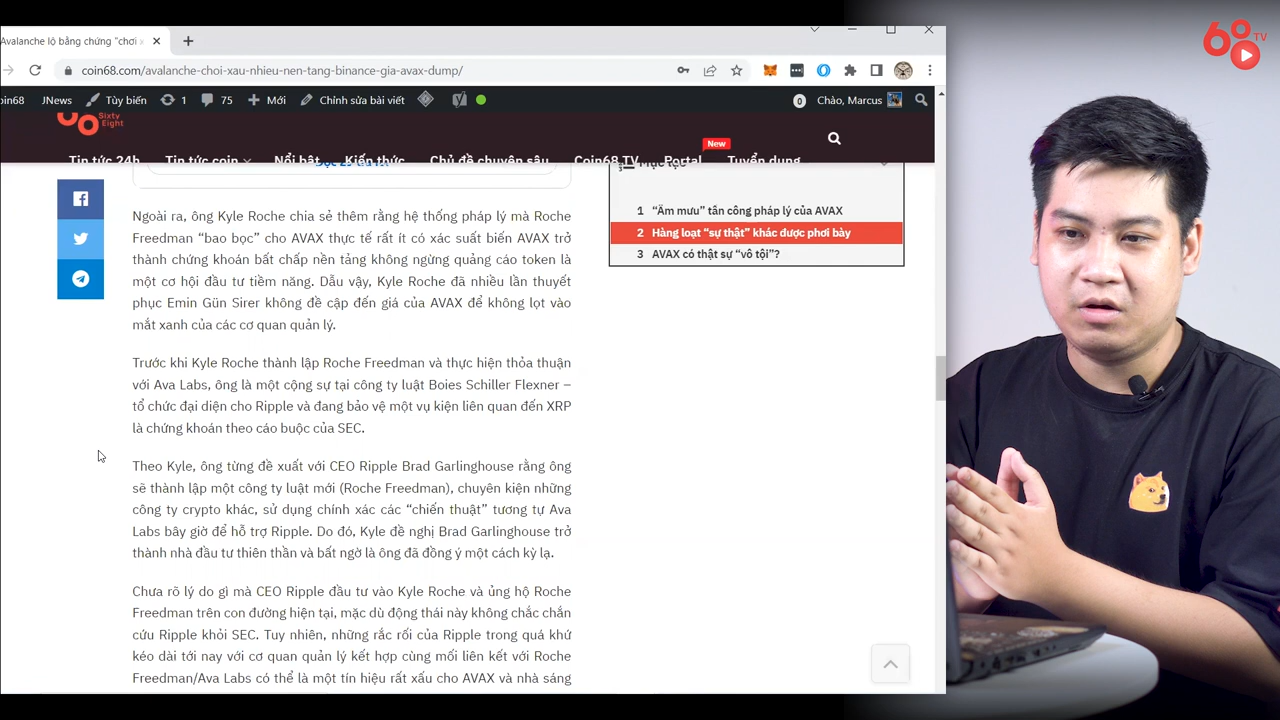 Avalanche lộ bằng chứng "chơi x
coin68.com/avalanche-choi-xau-nhieu-nen-tang-binance-gia-avax-dump/
oin68 JNews Tùy biến 1 75 Mới Chỉnh sửa bài viết 0 Chào, Marcus
Sixty
Eight
New
Tin tức 24h Tin tức coin Nổi bật Kiến thức Chủ đề chuyên sâu Coin68 TV Portal Tuyển dụng
Mục lục
1 “Âm mưu” tấn công pháp lý của AVAX
2 Hàng loạt “sự thật” khác được phơi bày
3 AVAX có thật sự “vô tội”?
Ngoài ra, ông Kyle Roche chia sẻ thêm rằng hệ thống pháp lý mà Roche
Freedman “bao bọc” cho AVAX thực tế rất ít có xác suất biến AVAX trở
thành chứng khoán bất chấp nền tảng không ngừng quảng cáo token là
một cơ hội đầu tư tiềm năng. Dẫu vậy, Kyle Roche đã nhiều lần thuyết
phục Emin Gün Sirer không đề cập đến giá của AVAX để không lọt vào
mắt xanh của các cơ quan quản lý.
Trước khi Kyle Roche thành lập Roche Freedman và thực hiện thỏa thuận
với Ava Labs, ông là một cộng sự tại công ty luật Boies Schiller Flexner –
tổ chức đại diện cho Ripple và đang bảo vệ một vụ kiện liên quan đến XRP
là chứng khoán theo cáo buộc của SEC.
Theo Kyle, ông từng đề xuất với CEO Ripple Brad Garlinghouse rằng ông
sẽ thành lập một công ty luật mới (Roche Freedman), chuyên kiện những
công ty crypto khác, sử dụng chính xác các “chiến thuật” tương tự Ava
Labs bây giờ để hỗ trợ Ripple. Do đó, Kyle đề nghị Brad Garlinghouse trở
thành nhà đầu tư thiên thần và bất ngờ là ông đã đồng ý một cách kỳ lạ.
Chưa rõ lý do gì mà CEO Ripple đầu tư vào Kyle Roche và ủng hộ Roche
Freedman trên con đường hiện tại, mặc dù động thái này không chắc chắn
cứu Ripple khỏi SEC. Tuy nhiên, những rắc rối của Ripple trong quá khứ
kéo dài tới nay với cơ quan quản lý kết hợp cùng mối liên kết với Roche
Freedman/Ava Labs có thể là một tín hiệu rất xấu cho AVAX và nhà sáng
68 TV